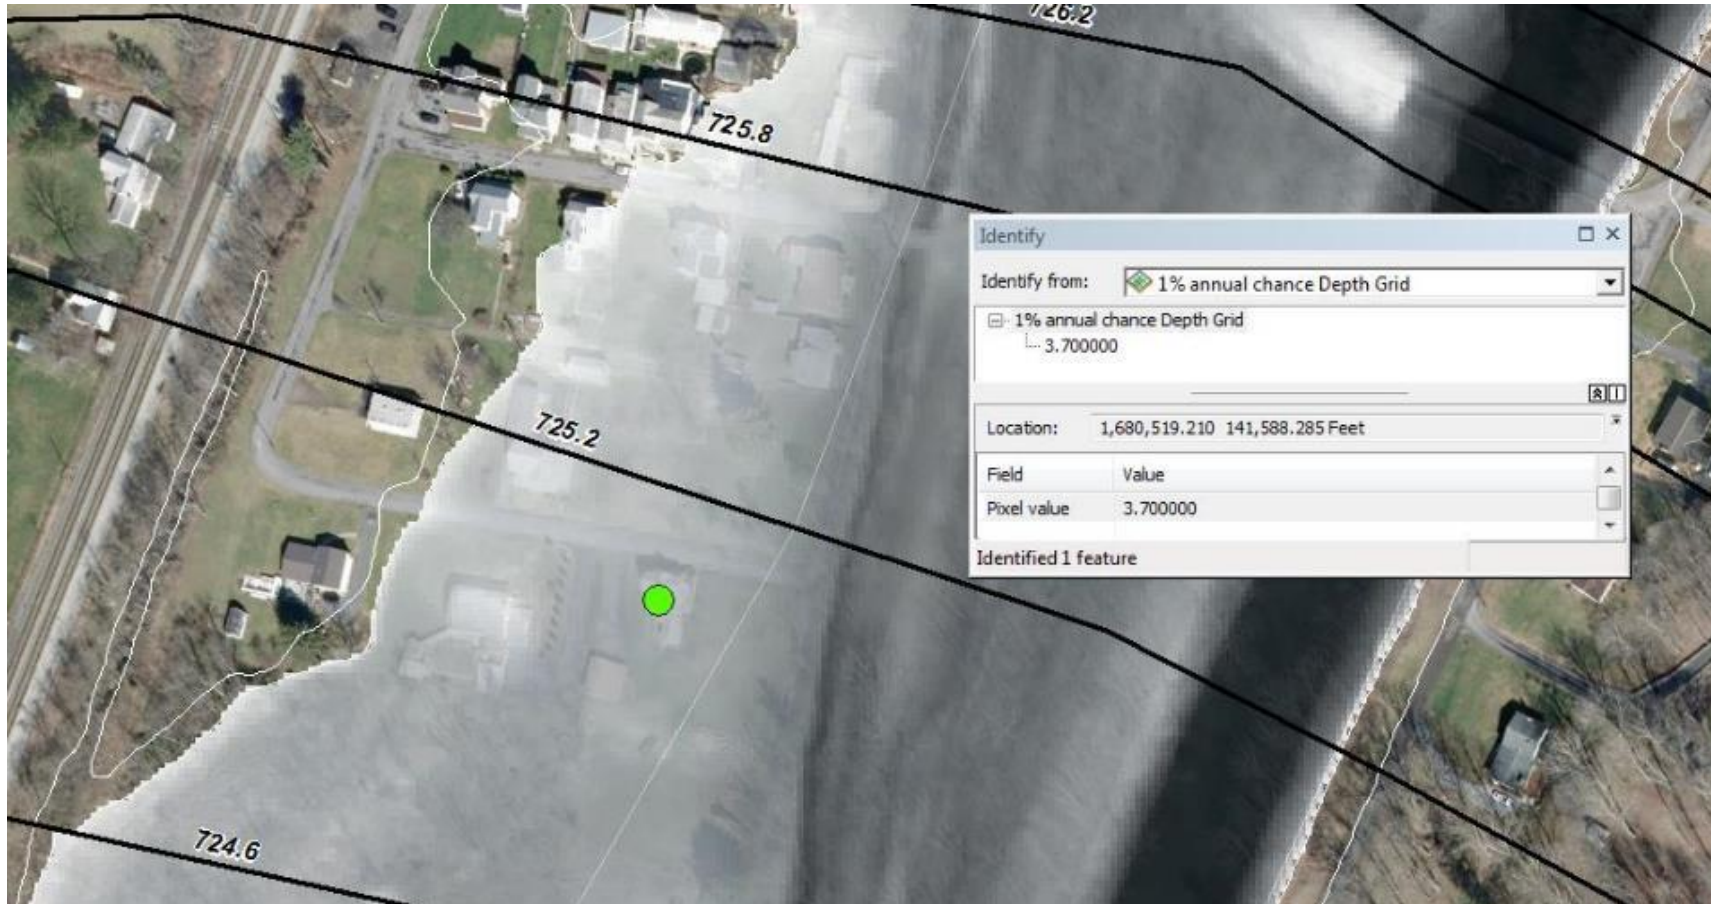 726.2
725.8
Identify
Identify from: 1% annual chance Depth Grid
1% annual chance Depth Grid
3.700000
725.2
Location: 1,680,519.210 141,588.285 Feet
Field Value
Pixel value 3.700000
Identified 1 feature
724.6